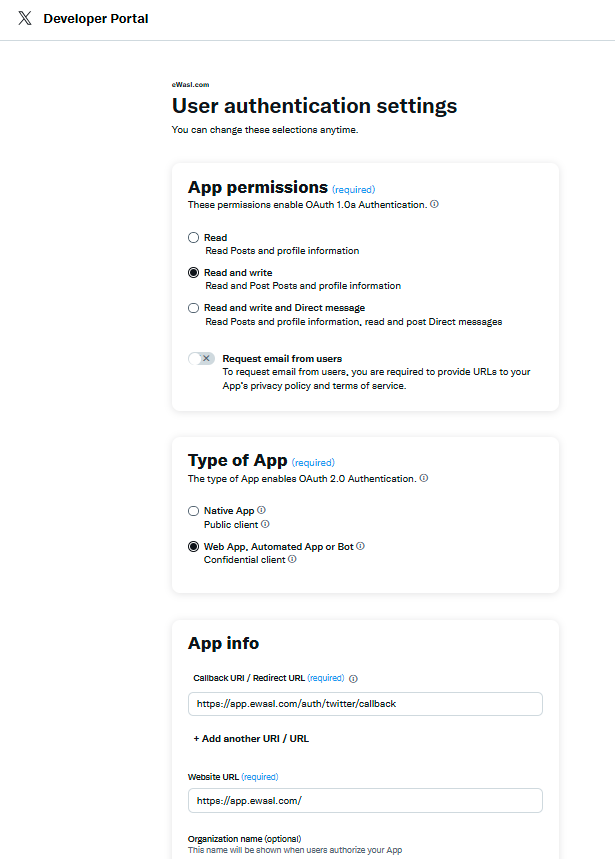 X Developer Portal
eWasl.com
User authentication settings
You can change these selections anytime.
App permissions (required)
These permissions enable OAuth 1.0a Authentication.
Read
Read Posts and profile information
Read and write
Read and Post Posts and profile information
Read and write and Direct message
Read Posts and profile information, read and post Direct messages
Request email from users
To request email from users, you are required to provide URLs to your
App's privacy policy and terms of service.
Type of App (required)
The type of App enables OAuth 2.0 Authentication.
Native App
Public client
Web App, Automated App or Bot
Confidential client
App info
Callback URI / Redirect URL (required)
https://app.ewasl.com/auth/twitter/callback
+ Add another URI / URL
Website URL (required)
https://app.ewasl.com/
Organization name (optional)
This name will be shown when users authorize your App